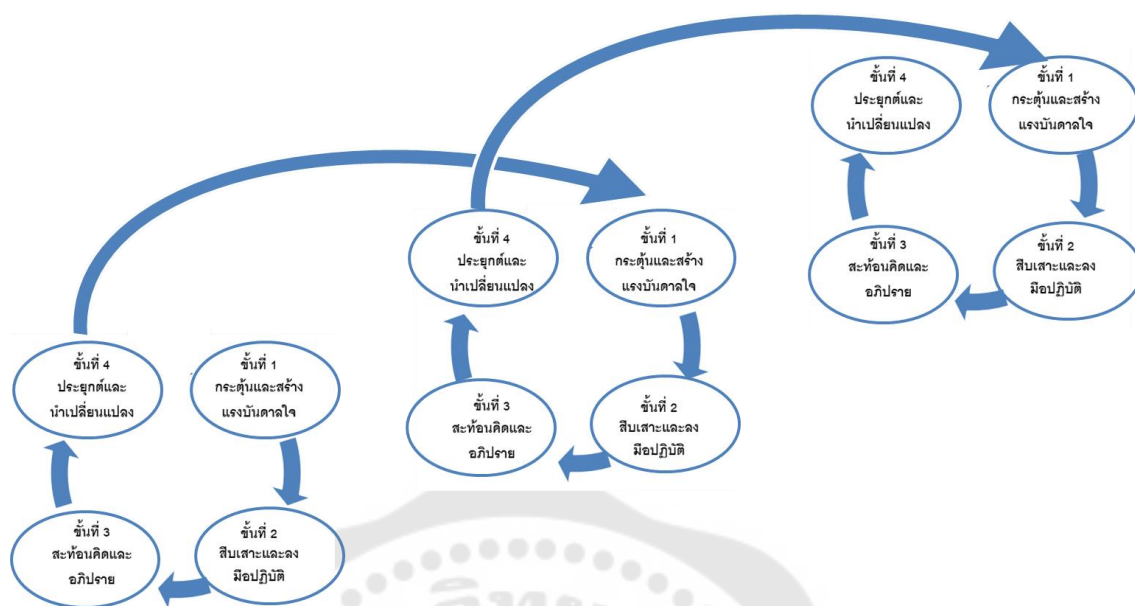 ขั้นที่ 4
ประยุกต์และ
นำเปลี่ยนแปลง
ขั้นที่ 1
กระตุ้นและสร้าง
แรงบันดาลใจ
ขั้นที่ 3
สะท้อนคิดและ
อภิปราย
ขั้นที่ 2
สืบเสาะและลง
มือปฏิบัติ
ขั้นที่ 4
ประยุกต์และ
นำเปลี่ยนแปลง
ขั้นที่ 1
กระตุ้นและสร้าง
แรงบันดาลใจ
ขั้นที่ 3
สะท้อนคิดและ
อภิปราย
ขั้นที่ 2
สืบเสาะและลง
มือปฏิบัติ
ขั้นที่ 4
ประยุกต์และ
นำเปลี่ยนแปลง
ขั้นที่ 1
กระตุ้นและสร้าง
แรงบันดาลใจ
ขั้นที่ 3
สะท้อนคิดและ
อภิปราย
ขั้นที่ 2
สืบเสาะและลง
มือปฏิบัติ